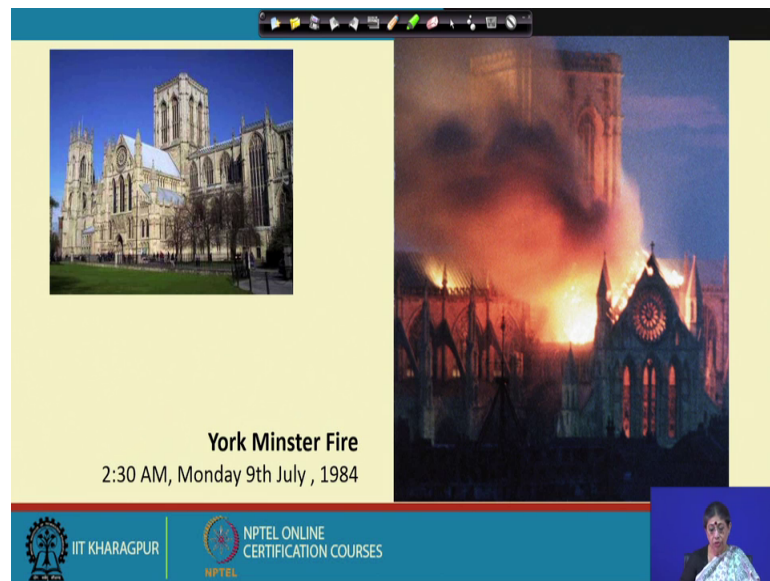 York Minster Fire
2:30 AM, Monday 9th July , 1984
IIT KHARAGPUR
NPTEL
NPTEL ONLINE
CERTIFICATION COURSES